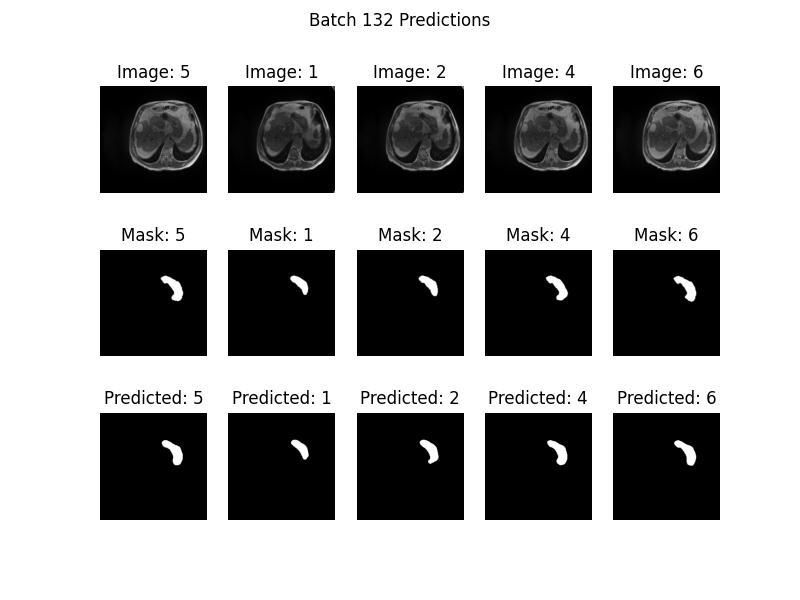 Batch 132 Predictions
Image: 5 Image: 1 Image: 2 Image: 4 Image: 6
Mask: 5 Mask: 1 Mask: 2 Mask: 4 Mask: 6
Predicted: 5 Predicted: 1 Predicted: 2 Predicted: 4 Predicted: 6